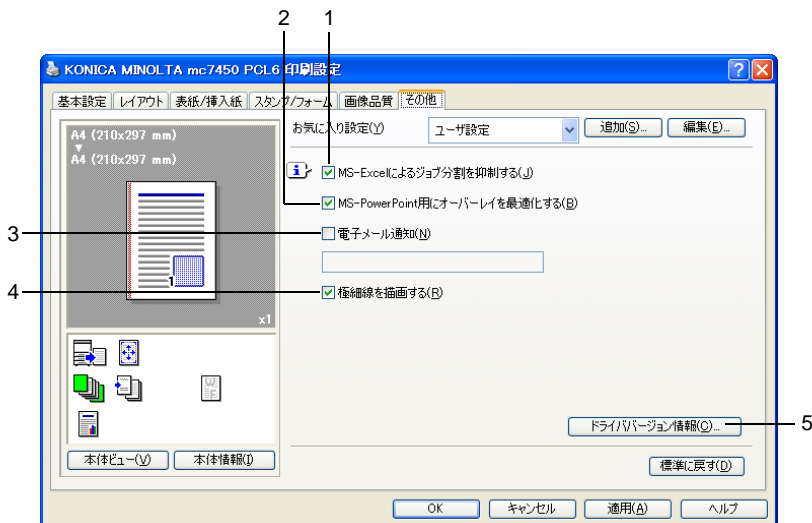 2 1
KONICA MINOLTA mc7450 PCL6 印刷設定
基本設定 レイアウト 表紙/挿入紙 スタンプ/フォーム 画像品質 その他
A4 (210x297 mm)
A4 (210x297 mm)
1
x1
お気に入り設定(Y) ユーザ設定 追加(S)... 編集(E)...
MS-Excelによるジョブ分割を抑制する(J)
MS-PowerPoint用にオーバーレイを最適化する(B)
3 電子メール通知(N)
4 極細線を描画する(R)
ドライババージョン情報(C)... 5
本体ビュー(V) 本体情報(I)
標準に戻す(D)
OK キャンセル 適用(A) ヘルプ